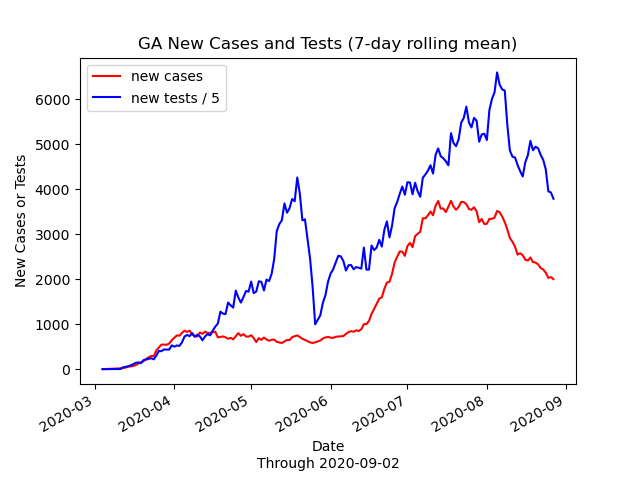 GA New Cases and Tests (7-day rolling mean)
new cases
new tests / 5
6000
5000
4000
3000
2000
1000
0
New Cases or Tests
2020-03
2020-04
2020-05
2020-06
2020-07
2020-08
2020-09
Date
Through 2020-09-02